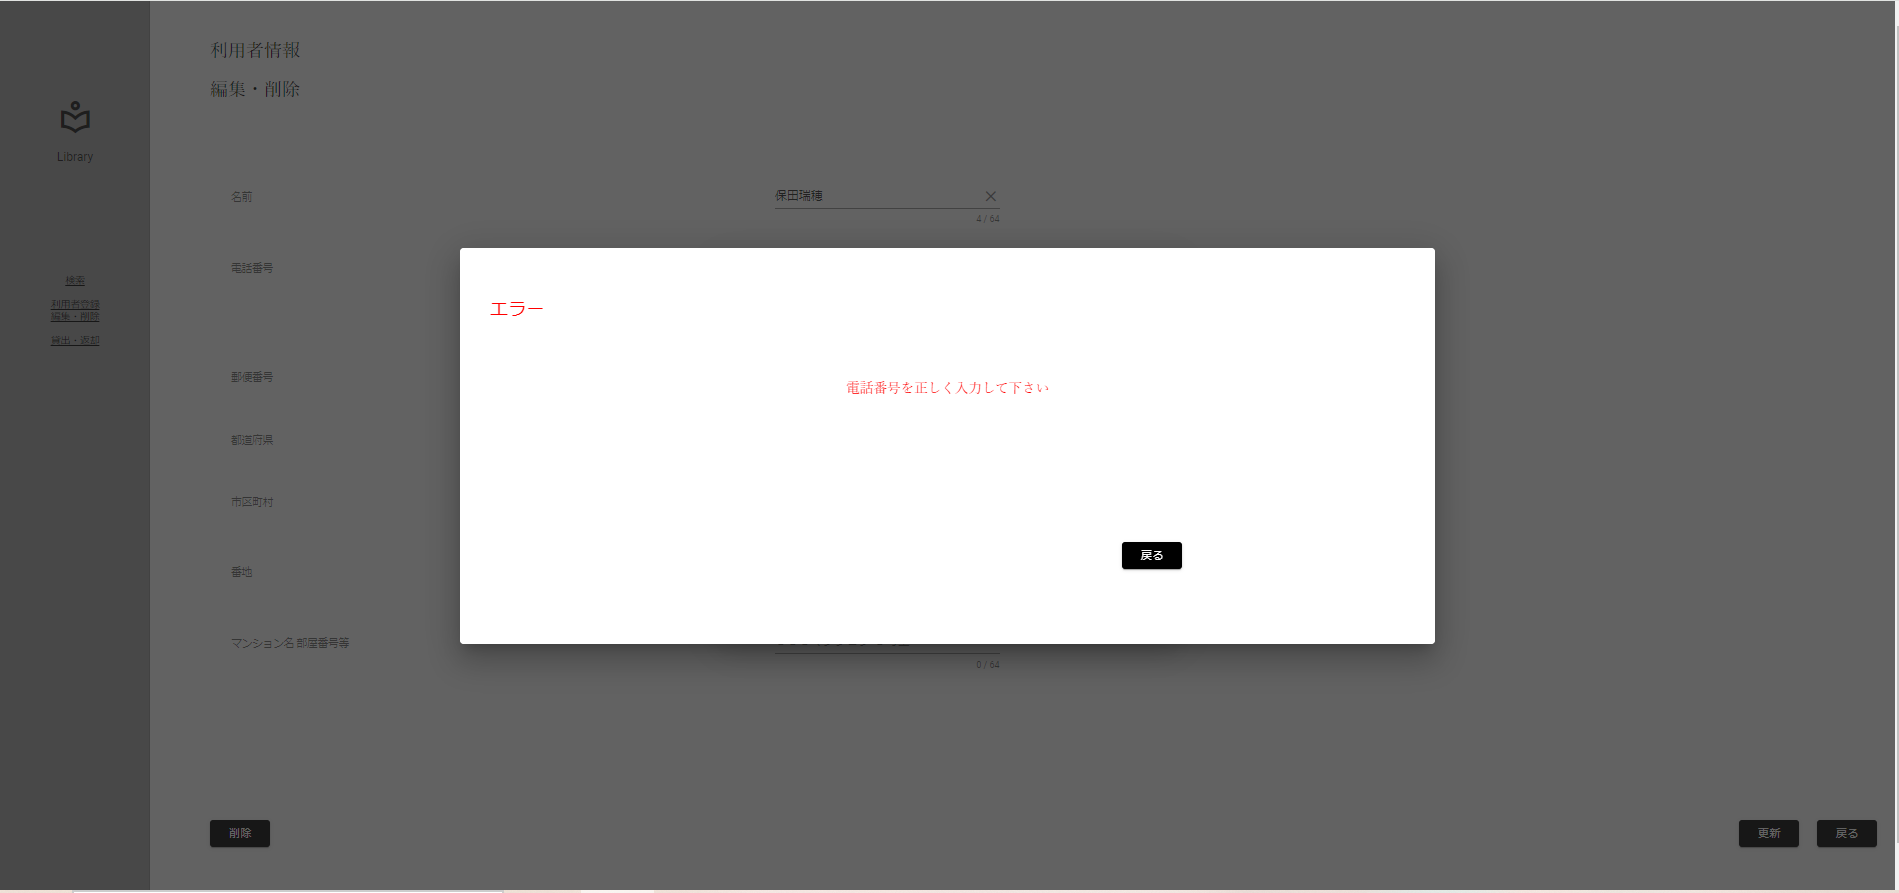 利用者情報
編集・削除
Library
検索
利用者登録
編集・削除
貸出・返却
名前
保田瑞穂
4 / 64
電話番号
郵便番号
都道府県
市区町村
番地
マンション名 部屋番号等
0 / 64
エラー
電話番号を正しく入力して下さい
戻る
削除
更新
戻る